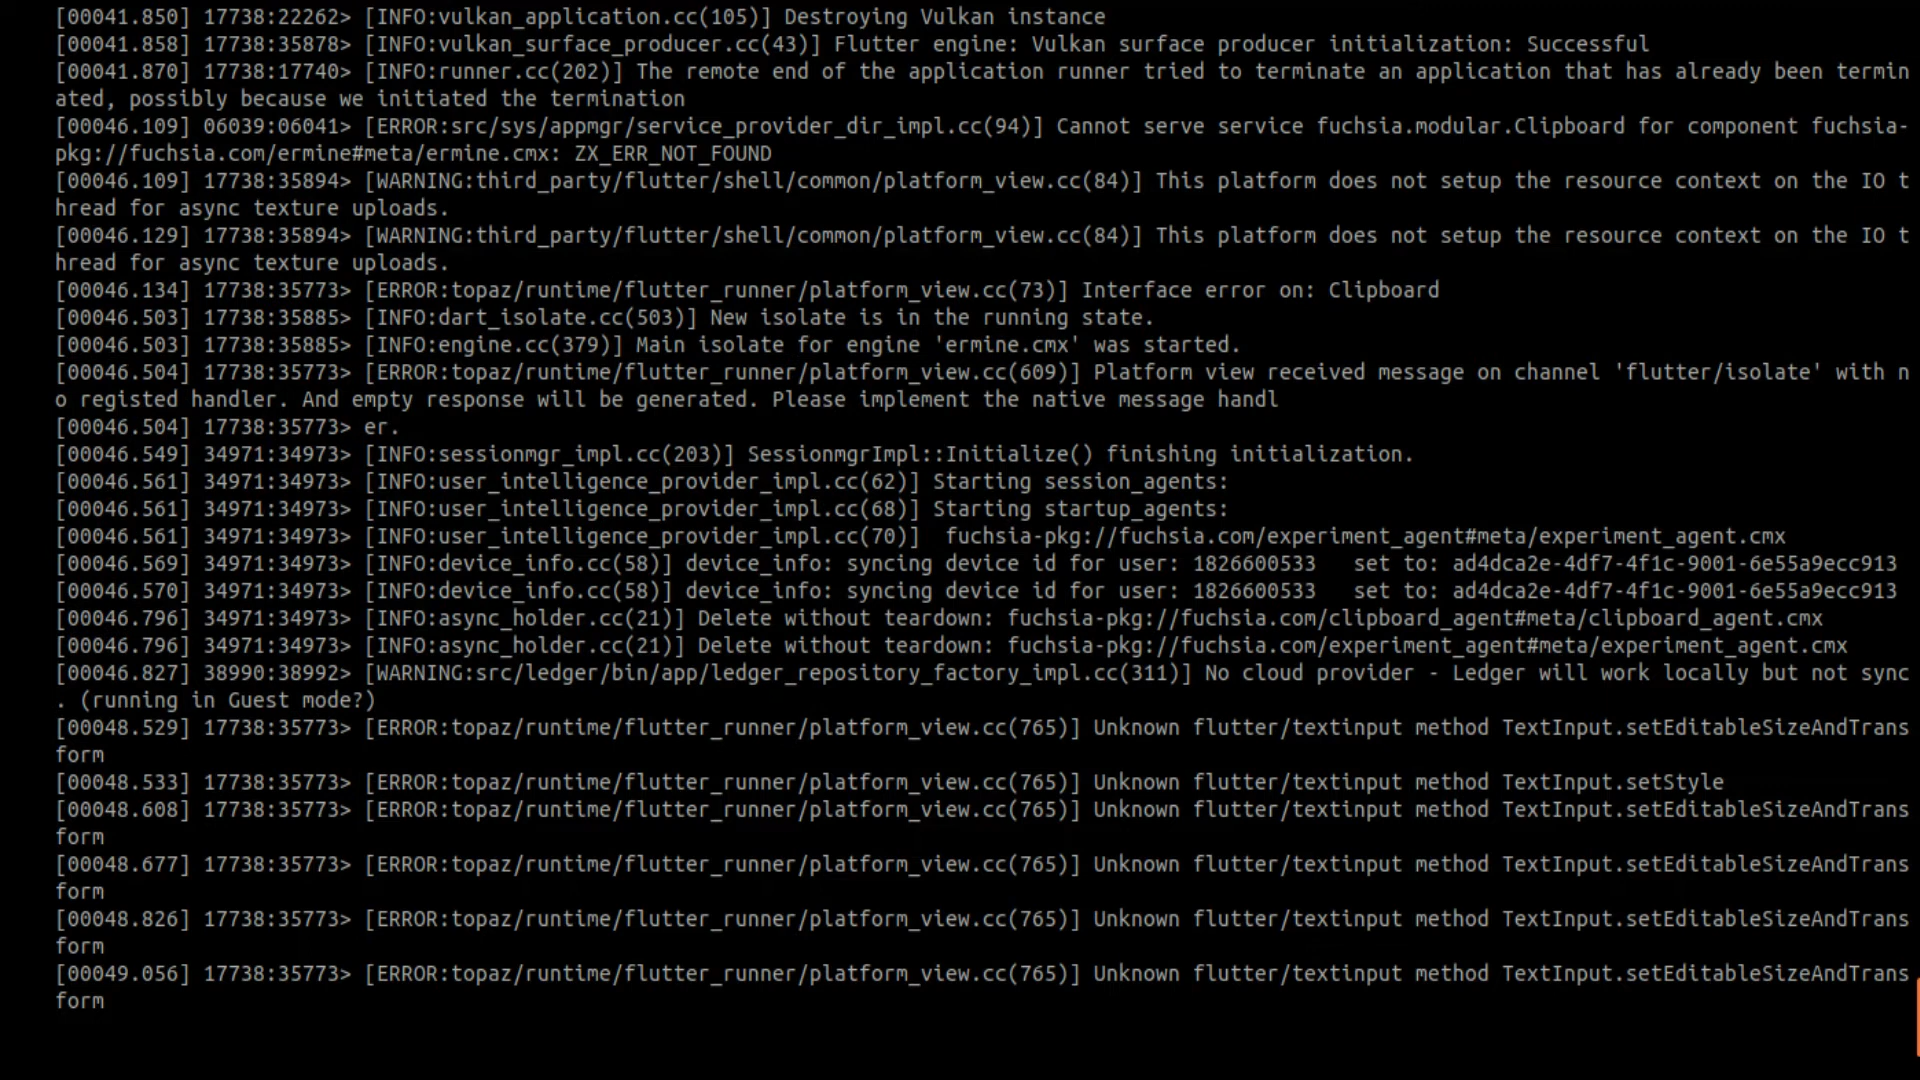 [00041.850] 17738:22262> [INFO:vulkan_application.cc(105)] Destroying Vulkan instance
[00041.858] 17738:35878> [INFO:vulkan_surface_producer.cc(43)] Flutter engine: Vulkan surface producer initialization: Successful
[00041.870] 17738:17740> [INFO:runner.cc(202)] The remote end of the application runner tried to terminate an application that has already been termin
ated, possibly because we initiated the termination
[00046.109] 06039:06041> [ERROR:src/sys/appmgr/service_provider_dir_impl.cc(94)] Cannot serve service fuchsia.modular.Clipboard for component fuchsia-
pkg://fuchsia.com/ermine#meta/ermine.cmx: ZX_ERR_NOT_FOUND
[00046.109] 17738:35894> [WARNING:third_party/flutter/shell/common/platform_view.cc(84)] This platform does not setup the resource context on the IO t
hread for async texture uploads.
[00046.129] 17738:35894> [WARNING:third_party/flutter/shell/common/platform_view.cc(84)] This platform does not setup the resource context on the IO t
hread for async texture uploads.
[00046.134] 17738:35773> [ERROR:topaz/runtime/flutter_runner/platform_view.cc(73)] Interface error on: Clipboard
[00046.503] 17738:35885> [INFO:dart_isolate.cc(503)] New isolate is in the running state.
[00046.503] 17738:35885> [INFO:engine.cc(379)] Main isolate for engine 'ermine.cmx' was started.
[00046.504] 17738:35773> [ERROR:topaz/runtime/flutter_runner/platform_view.cc(609)] Platform view received message on channel 'flutter/isolate' with n
o registed handler. And empty response will be generated. Please implement the native message handl
[00046.504] 17738:35773> er.
[00046.549] 34971:34973> [INFO:sessionmgr_impl.cc(203)] SessionmgrImpl::Initialize() finishing initialization.
[00046.561] 34971:34973> [INFO:user_intelligence_provider_impl.cc(62)] Starting session_agents:
[00046.561] 34971:34973> [INFO:user_intelligence_provider_impl.cc(68)] Starting startup_agents:
[00046.561] 34971:34973> [INFO:user_intelligence_provider_impl.cc(70)]  fuchsia-pkg://fuchsia.com/experiment_agent#meta/experiment_agent.cmx
[00046.569] 34971:34973> [INFO:device_info.cc(58)] device_info: syncing device id for user: 1826600533   set to: ad4dca2e-4df7-4f1c-9001-6e55a9ecc913
[00046.570] 34971:34973> [INFO:device_info.cc(58)] device_info: syncing device id for user: 1826600533   set to: ad4dca2e-4df7-4f1c-9001-6e55a9ecc913
[00046.796] 34971:34973> [INFO:async_holder.cc(21)] Delete without teardown: fuchsia-pkg://fuchsia.com/clipboard_agent#meta/clipboard_agent.cmx
[00046.796] 34971:34973> [INFO:async_holder.cc(21)] Delete without teardown: fuchsia-pkg://fuchsia.com/experiment_agent#meta/experiment_agent.cmx
[00046.827] 38990:38992> [WARNING:src/ledger/bin/app/ledger_repository_factory_impl.cc(311)] No cloud provider - Ledger will work locally but not sync
. (running in Guest mode?)
[00048.529] 17738:35773> [ERROR:topaz/runtime/flutter_runner/platform_view.cc(765)] Unknown flutter/textinput method TextInput.setEditableSizeAndTrans
form
[00048.533] 17738:35773> [ERROR:topaz/runtime/flutter_runner/platform_view.cc(765)] Unknown flutter/textinput method TextInput.setStyle
[00048.608] 17738:35773> [ERROR:topaz/runtime/flutter_runner/platform_view.cc(765)] Unknown flutter/textinput method TextInput.setEditableSizeAndTrans
form
[00048.677] 17738:35773> [ERROR:topaz/runtime/flutter_runner/platform_view.cc(765)] Unknown flutter/textinput method TextInput.setEditableSizeAndTrans
form
[00048.826] 17738:35773> [ERROR:topaz/runtime/flutter_runner/platform_view.cc(765)] Unknown flutter/textinput method TextInput.setEditableSizeAndTrans
form
[00049.056] 17738:35773> [ERROR:topaz/runtime/flutter_runner/platform_view.cc(765)] Unknown flutter/textinput method TextInput.setEditableSizeAndTrans
form